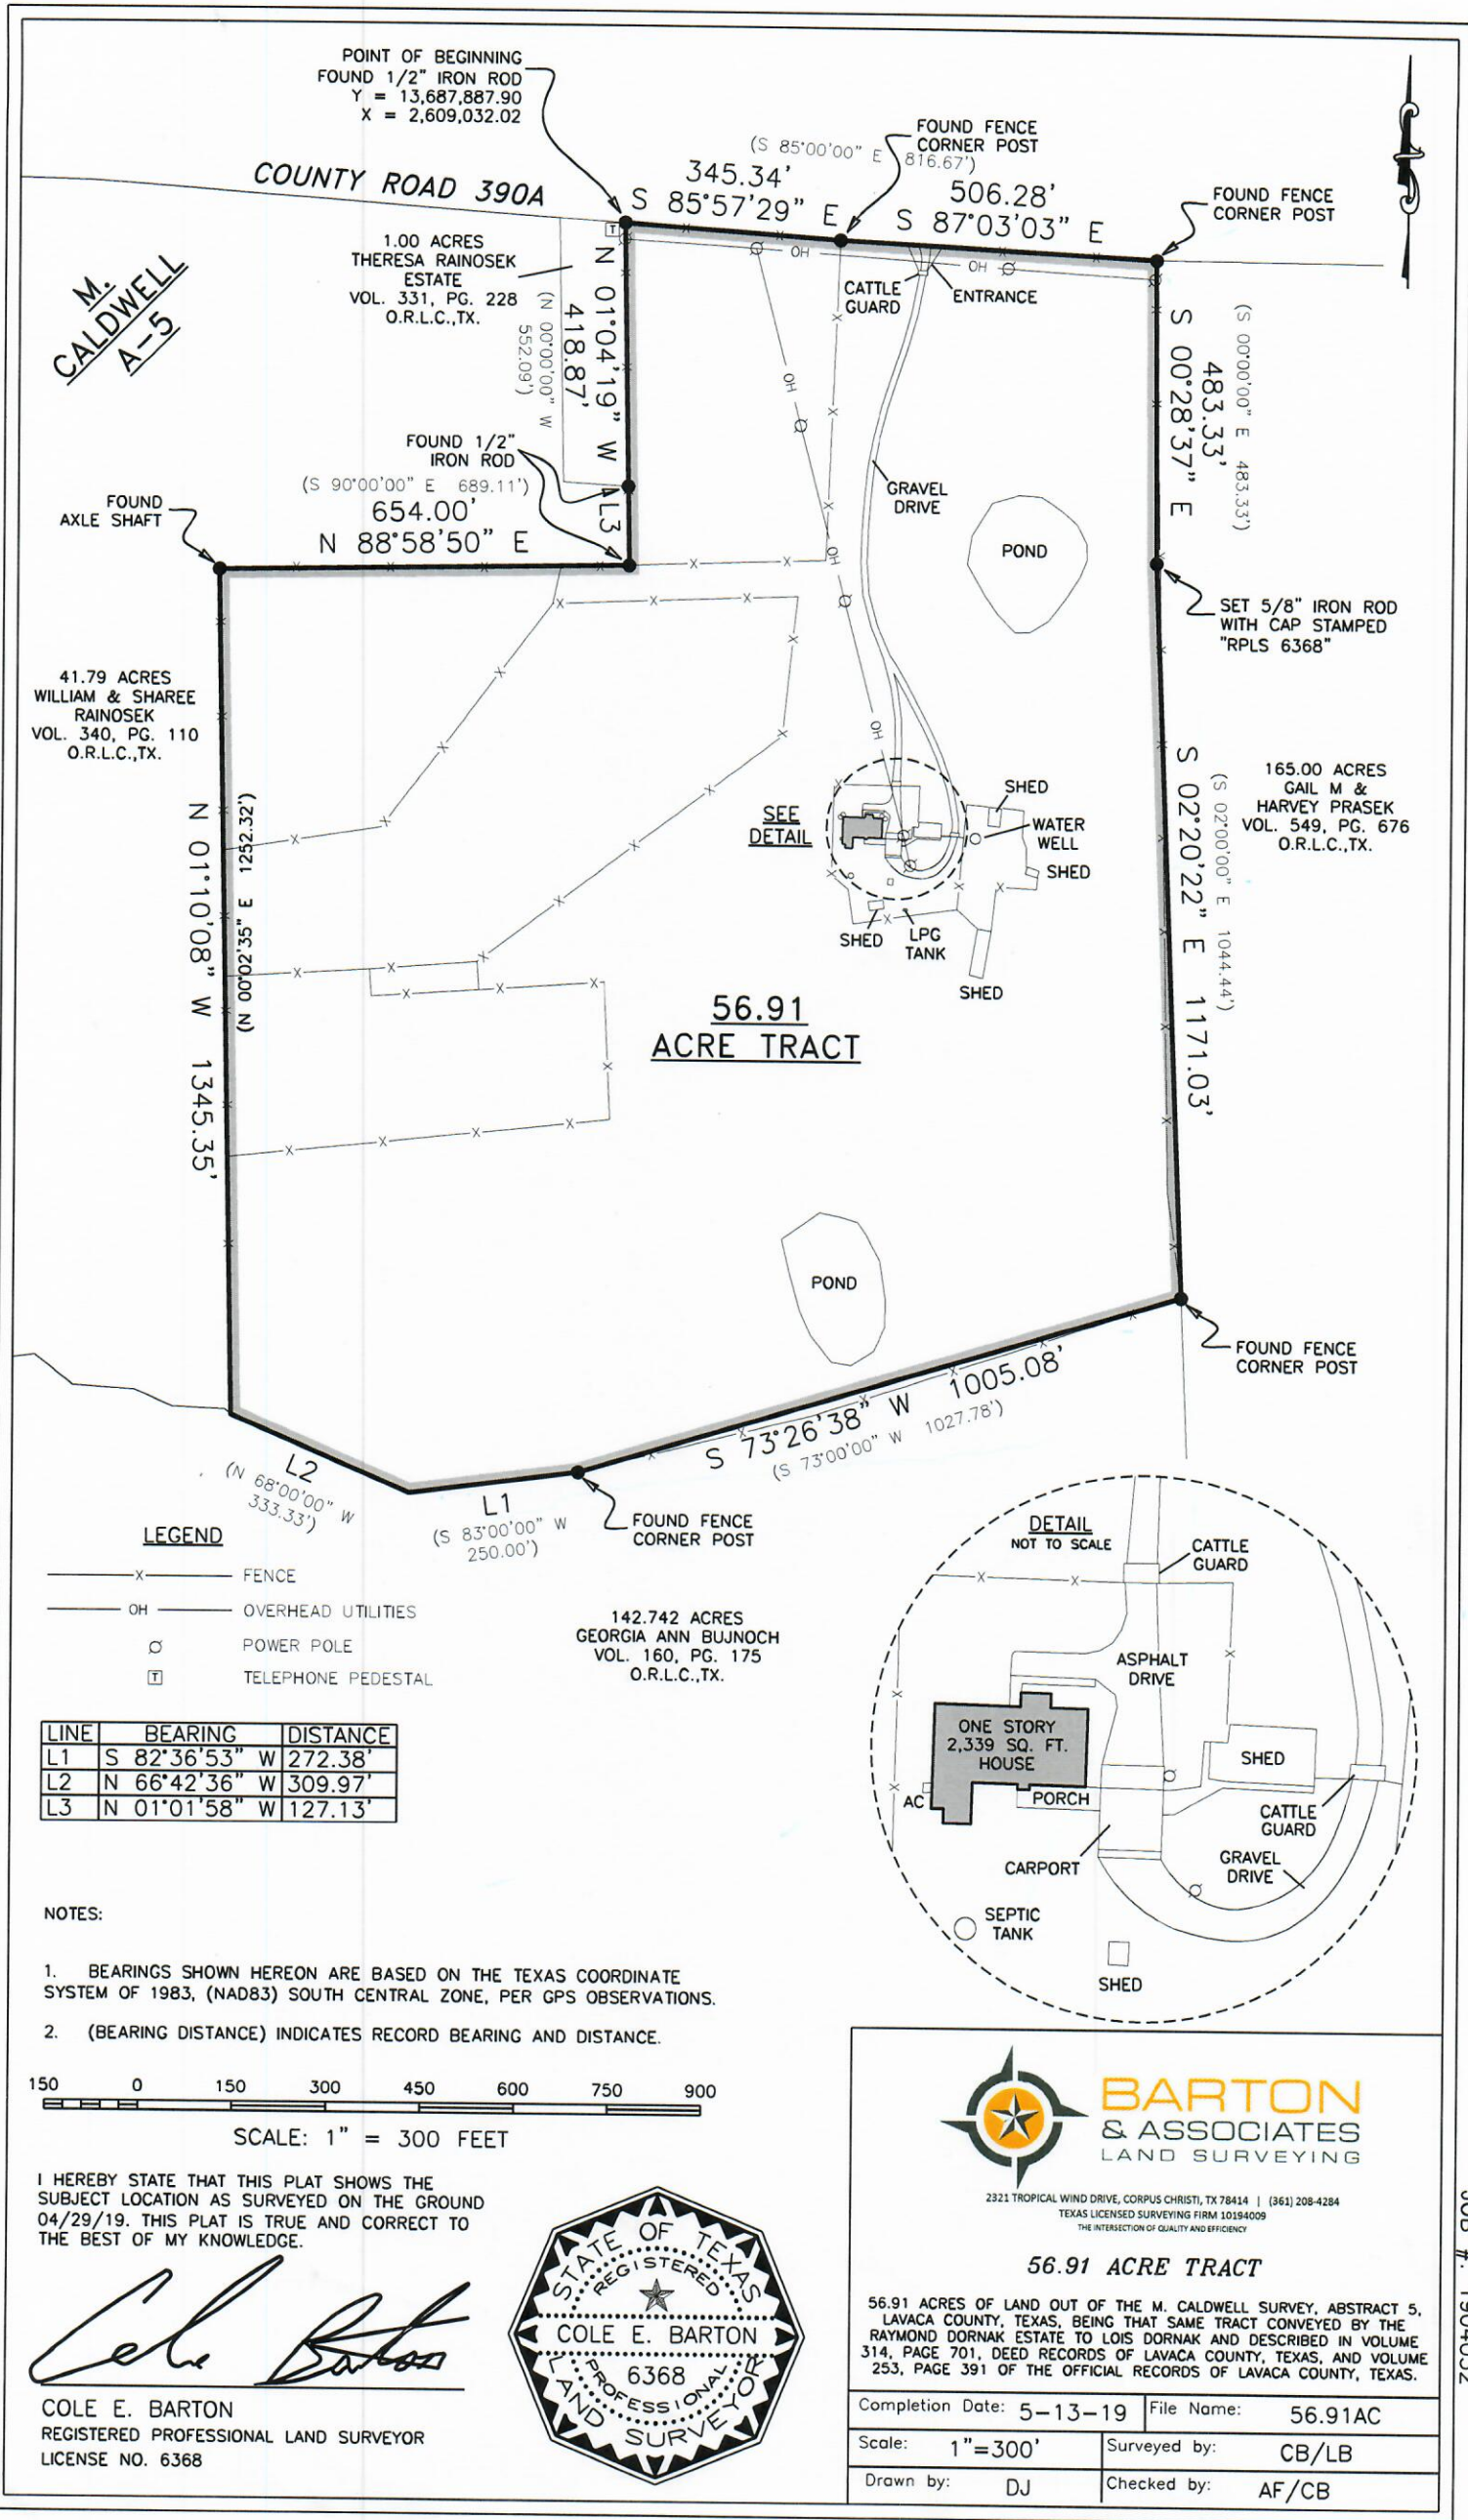 POINT OF BEGINNING
FOUND 1/2" IRON ROD
Y = 13,687,887.90
X = 2,609,032.02
FOUND FENCE
CORNER POST
(S 85°00'00" E 816.67')
345.34'
S 85°57'29" E
506.28'
S 87°03'03" E
FOUND FENCE
CORNER POST
COUNTY ROAD 390A
T
OH
OH
M.
CALDWELL
A-5
1.00 ACRES
THERESA RAINOSEK
ESTATE
VOL. 331, PG. 228
O.R.L.C.,TX.
N 01°04'19" W
418.87'
(N 00°00'00" W
552.09')
CATTLE
GUARD
ENTRANCE
S 00°28'37" E
483.33'
(S 00°00'00" E 483.33')
OH
FOUND 1/2"
IRON ROD
(S 90°00'00" E 689.11')
654.00'
N 88°58'50" E
L3
FOUND
AXLE SHAFT
GRAVEL
DRIVE
OH
POND
SET 5/8" IRON ROD
WITH CAP STAMPED
"RPLS 6368"
41.79 ACRES
WILLIAM & SHAREE
RAINOSEK
VOL. 340, PG. 110
O.R.L.C.,TX.
OH
N 01°10'08" W 1345.35'
(N 00°02'35" E 1252.32')
SEE
DETAIL
SHED
WATER
WELL
SHED
SHED
LPG
TANK
SHED
S 02°20'22" E 1171.03'
(S 02°00'00" E 1044.44')
165.00 ACRES
GAIL M &
HARVEY PRASEK
VOL. 549, PG. 676
O.R.L.C.,TX.
56.91
ACRE TRACT
POND
FOUND FENCE
CORNER POST
S 73°26'38" W 1005.08'
(S 73°00'00" W 1027.78')
L2
(N 68°00'00" W
333.33')
L1
(S 83°00'00" W
250.00')
FOUND FENCE
CORNER POST
LEGEND
X FENCE
OH OVERHEAD UTILITIES
POWER POLE
T TELEPHONE PEDESTAL
142.742 ACRES
GEORGIA ANN BUJNOCH
VOL. 160, PG. 175
O.R.L.C.,TX.
DETAIL
NOT TO SCALE
CATTLE
GUARD
ASPHALT
DRIVE
ONE STORY
2,339 SQ. FT.
HOUSE
SHED
AC
PORCH
CATTLE
GUARD
CARPORT
GRAVEL
DRIVE
SEPTIC
TANK
SHED
LINE BEARING DISTANCE
L1 S 82°36'53" W 272.38'
L2 N 66°42'36" W 309.97'
L3 N 01°01'58" W 127.13'
NOTES:
1. BEARINGS SHOWN HEREON ARE BASED ON THE TEXAS COORDINATE
SYSTEM OF 1983, (NAD83) SOUTH CENTRAL ZONE, PER GPS OBSERVATIONS.
2. (BEARING DISTANCE) INDICATES RECORD BEARING AND DISTANCE.
150 0 150 300 450 600 750 900
SCALE: 1" = 300 FEET
I HEREBY STATE THAT THIS PLAT SHOWS THE
SUBJECT LOCATION AS SURVEYED ON THE GROUND
04/29/19. THIS PLAT IS TRUE AND CORRECT TO
THE BEST OF MY KNOWLEDGE.
Cole Barton
COLE E. BARTON
REGISTERED PROFESSIONAL LAND SURVEYOR
LICENSE NO. 6368
STATE OF TEXAS
REGISTERED
COLE E. BARTON
6368
PROFESSIONAL
LAND SURVEYOR
BARTON
& ASSOCIATES
LAND SURVEYING
2321 TROPICAL WIND DRIVE, CORPUS CHRISTI, TX 78414 | (361) 208-4284
TEXAS LICENSED SURVEYING FIRM 10194009
THE INTERSECTION OF QUALITY AND EFFICIENCY
56.91 ACRE TRACT
56.91 ACRES OF LAND OUT OF THE M. CALDWELL SURVEY, ABSTRACT 5,
LAVACA COUNTY, TEXAS, BEING THAT SAME TRACT CONVEYED BY THE
RAYMOND DORNAK ESTATE TO LOIS DORNAK AND DESCRIBED IN VOLUME
314, PAGE 701, DEED RECORDS OF LAVACA COUNTY, TEXAS, AND VOLUME
253, PAGE 391 OF THE OFFICIAL RECORDS OF LAVACA COUNTY, TEXAS.
Completion Date: 5-13-19 File Name: 56.91AC
Scale: 1"=300' Surveyed by: CB/LB
Drawn by: DJ Checked by: AF/CB